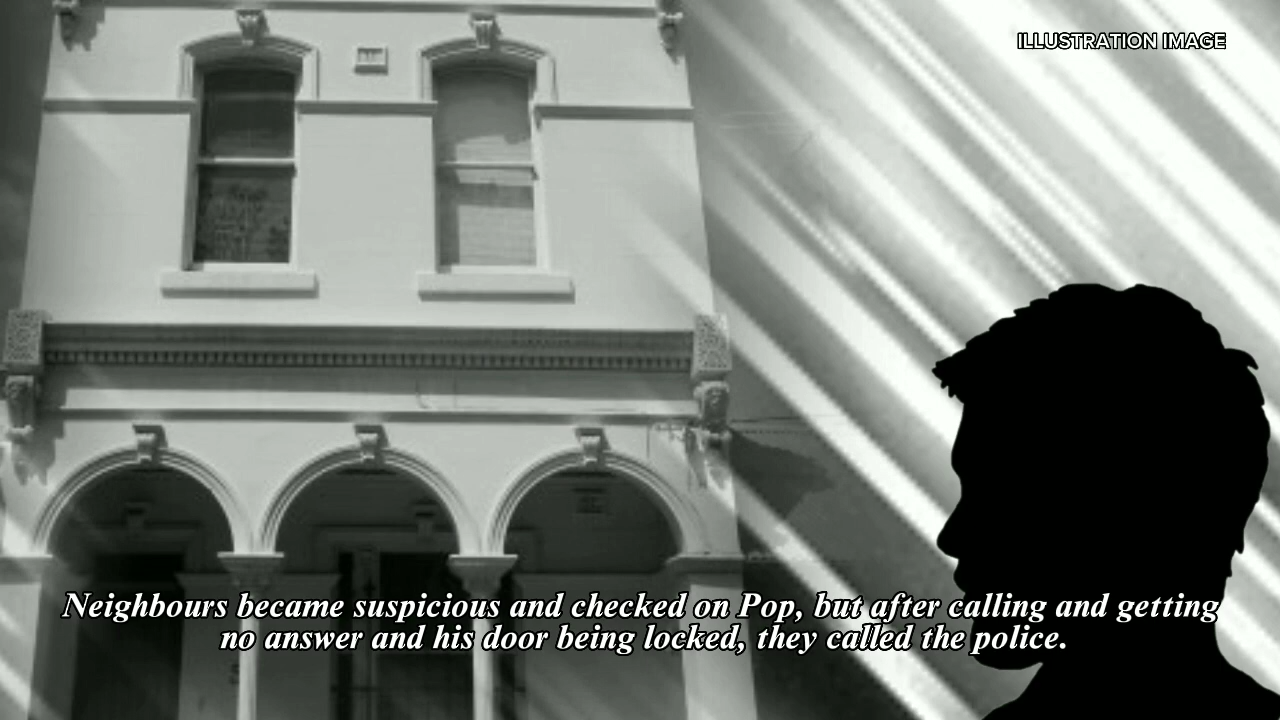 ILLUSTRATION IMAGE
Neighbours became suspicious and checked on Pop, but after calling and getting
no answer and his door being locked, they called the police.